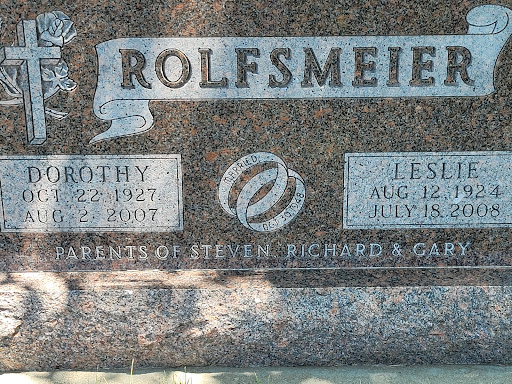 ROLFSMEIER
DOROTHY
OCT. 22, 1927
AUG. 2, 2007
MARRIED
LESLIE
AUG. 12, 1924
JULY 18, 2008
PARENTS OF STEVEN, RICHARD & GARY